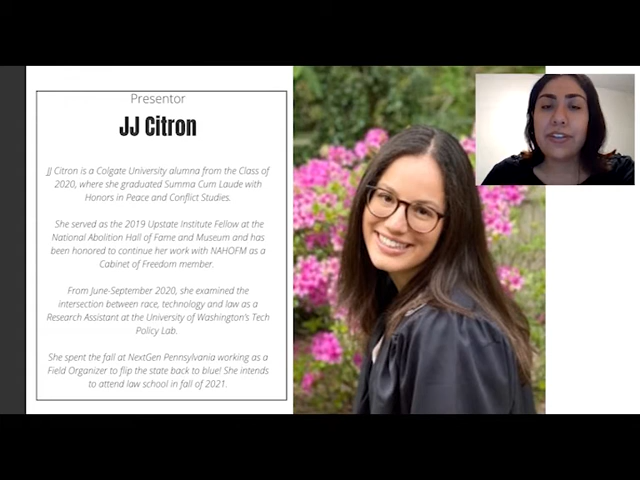 Presentor
JJ Citron
JJ Citron is a Colgate University alumna from the Class of
2020, where she graduated Summa Cum Laude with
Honors in Peace and Conflict Studies.
She served as the 2019 Upstate Institute Fellow at the
National Abolition Hall of Fame and Museum and has
been honored to continue her work with NAHOFM as a
Cabinet of Freedom member.
From June-September 2020, she examined the
intersection between race, technology and law as a
Research Assistant at the University of Washington's Tech
Policy Lab.
She spent the fall at NextGen Pennsylvania working as a
Field Organizer to flip the state back to blue! She intends
to attend law school in fall of 2021.